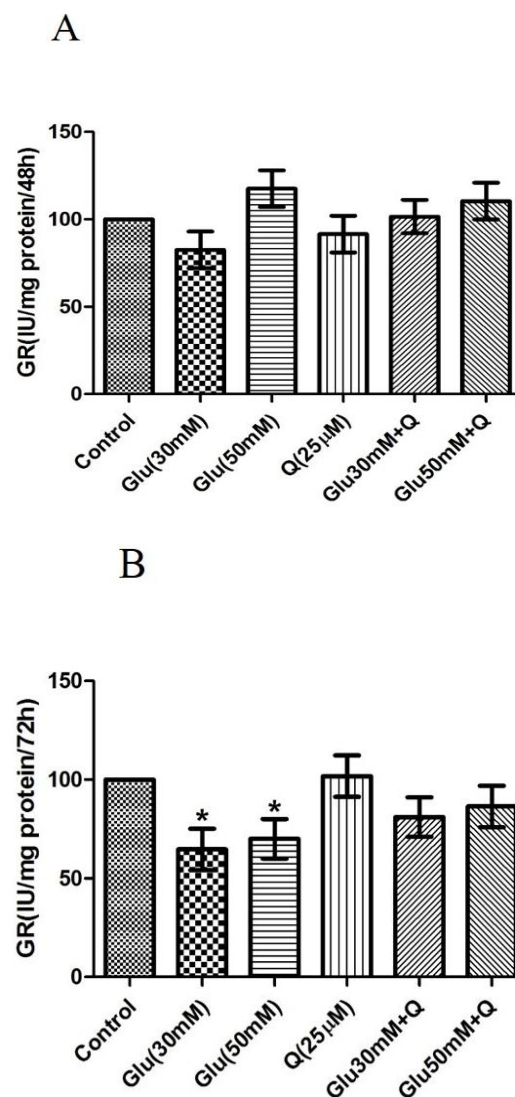 A
GR(IU/mg protein/48h)
150
100
50
0
Control
Glu(30mM)
Glu(50mM)
Q(25μM)
Glu30mM+Q
Glu50mM+Q
B
GR(IU/mg protein/72h)
150
100
50
0
* *
Control
Glu(30mM)
Glu(50mM)
Q(25μM)
Glu30mM+Q
Glu50mM+Q